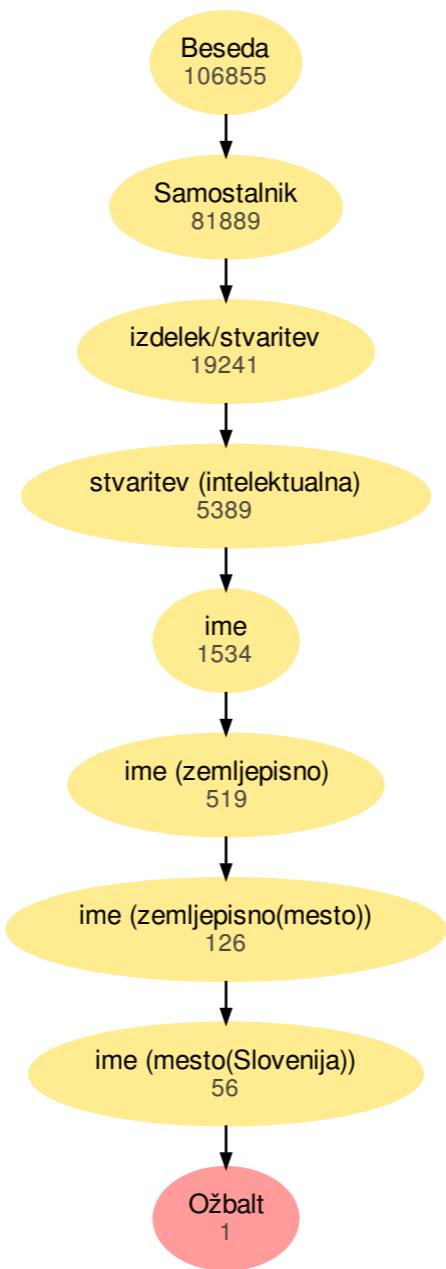 Beseda
106855
Samostalnik
81889
izdelek/stvaritev
19241
stvaritev (intelektualna)
5389
ime
1534
ime (zemljepisno)
519
ime (zemljepisno(mesto))
126
ime (mesto(Slovenija))
56
Ožbalt
1